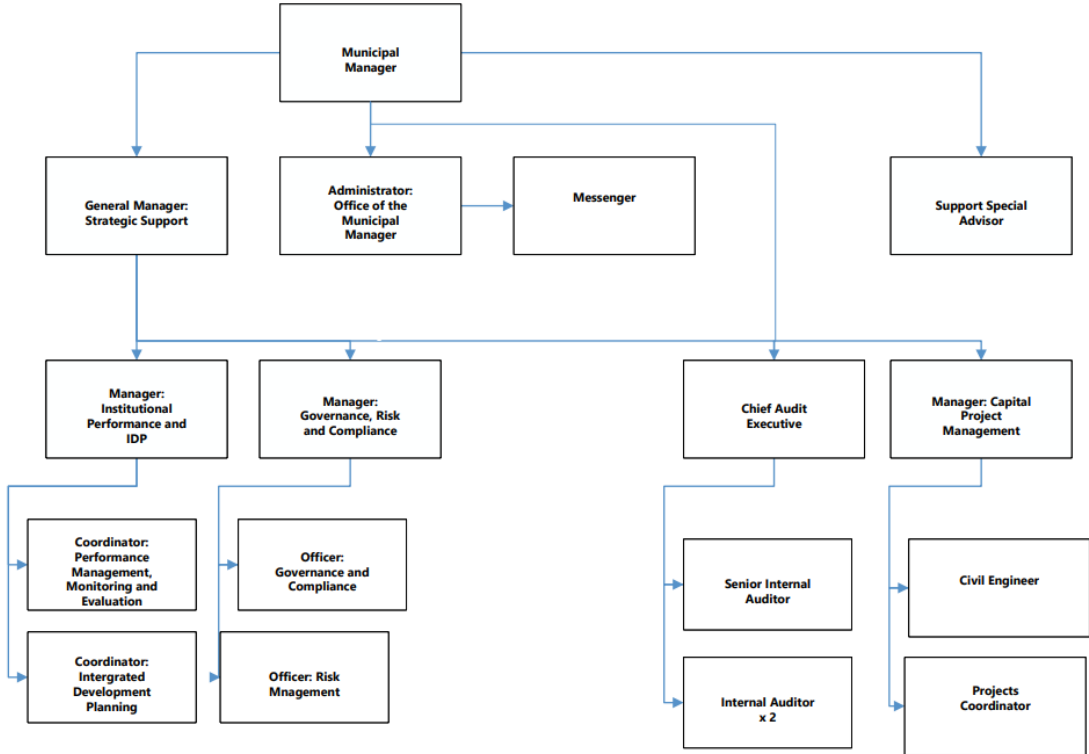 Municipal
Manager
General Manager:
Strategic Support
Administrator:
Office of the
Municipal
Manager
Messenger
Support Special
Advisor
Manager:
Institutional
Performance and
IDP
Manager:
Governance, Risk
and Compliance
Chief Audit
Executive
Manager: Capital
Project
Management
Coordinator:
Performance
Management,
Monitoring and
Evaluation
Officer:
Governance and
Compliance
Senior Internal
Auditor
Civil Engineer
Coordinator:
Intergrated
Development
Planning
Officer: Risk
Mnagement
Internal Auditor
x 2
Projects
Coordinator